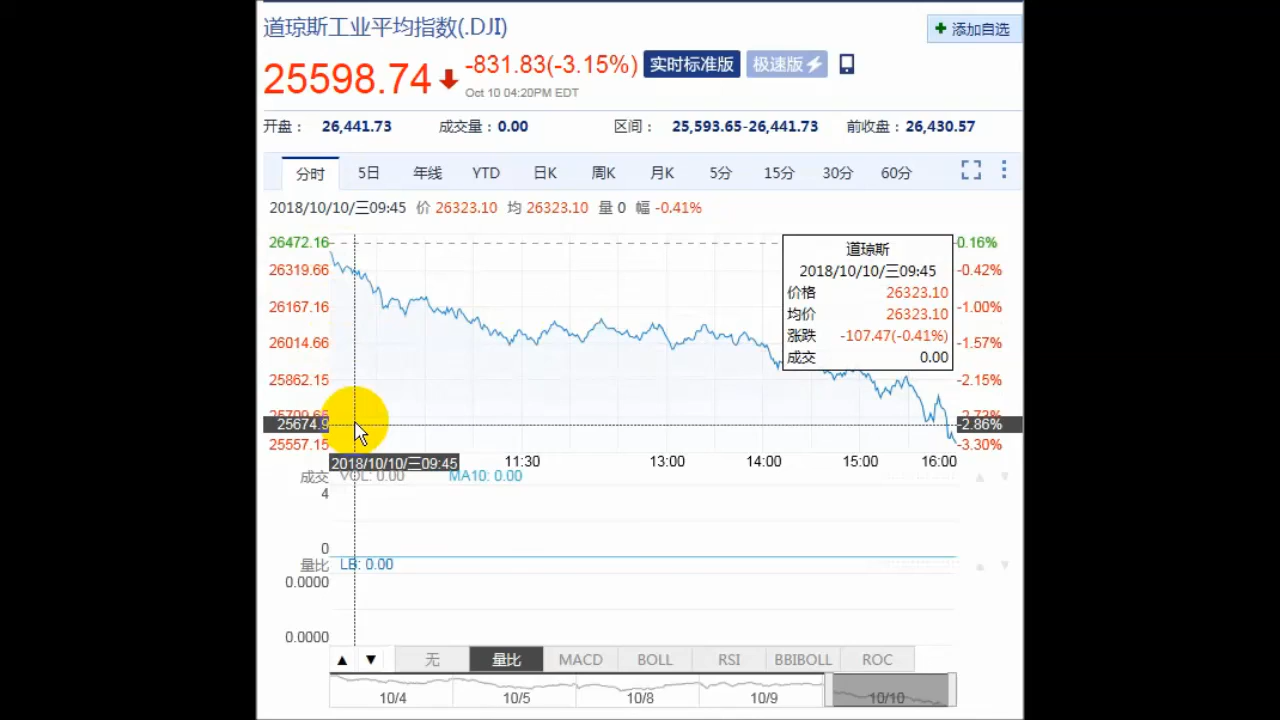 道琼斯工业平均指数(.DJI)
添加自选
25598.74 -831.83(-3.15%) 实时标准版 极速版
Oct 10 04:20PM EDT
开盘： 26,441.73 成交量：0.00 区间： 25,593.65-26,441.73 前收盘：26,430.57
分时 5日 年线 YTD 日K 周K 月K 5分 15分 30分 60分
2018/10/10/三09:45 价 26323.10 均 26323.10 量 0 幅 -0.41%
26472.16 0.16%
道琼斯
2018/10/10/三09:45
26319.66 -0.42%
价格 26323.10
26167.16 -1.00%
均价 26323.10
涨跌 -107.47(-0.41%)
26014.66 -1.57%
成交 0.00
25862.15 -2.15%
25709.65 -2.73%
25674.9 -2.86%
25557.15 -3.30%
2018/10/10/三09:45 11:30 13:00 14:00 15:00 16:00
成交 VOL: 0.00 MA10: 0.00
4
0
量比 LB: 0.00
0.0000
0.0000
▲ ▼ 无 量比 MACD BOLL RSI BBIBOLL ROC
10/4 10/5 10/8 10/9 10/10